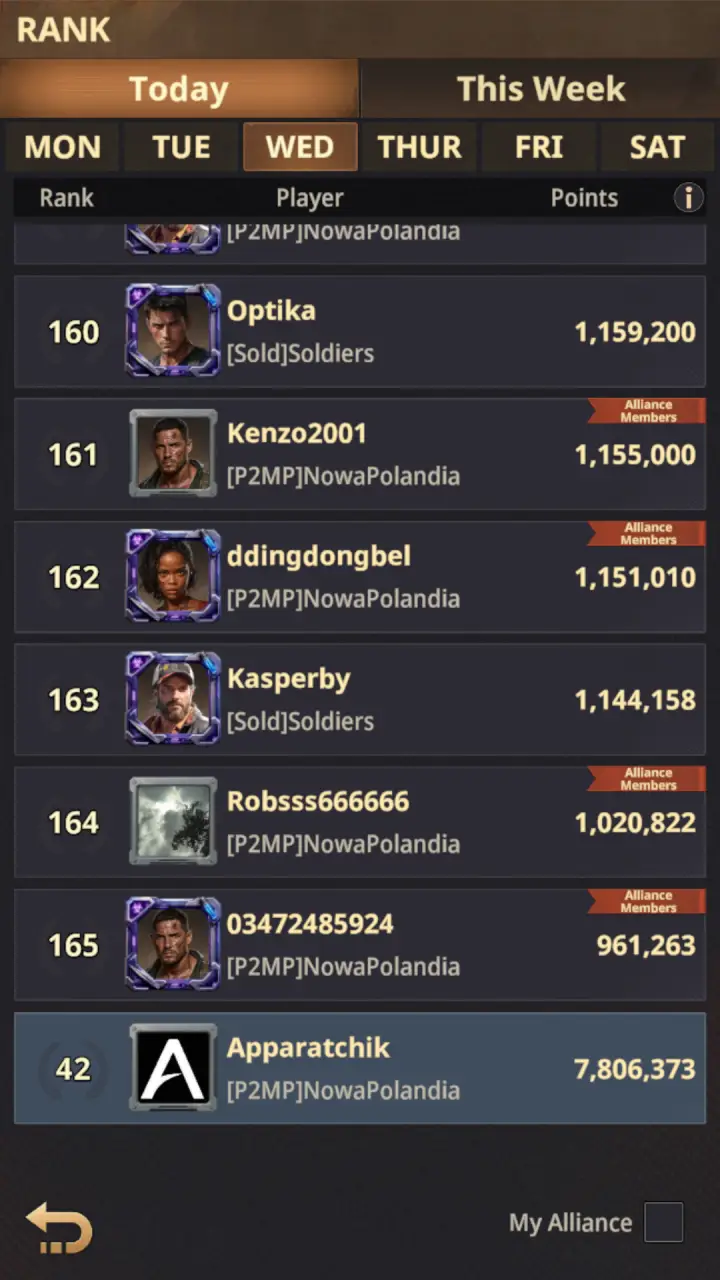 RANK
Today
This Week
MON
TUE
WED
THUR
FRI
SAT
Rank
Player
Points
[P2MP]NowaPolandia
160
Optika
[Sold]Soldiers
1,159,200
161
Kenzo2001
[P2MP]NowaPolandia
Alliance
Members
1,155,000
162
ddingdongbel
[P2MP]NowaPolandia
Alliance
Members
1,151,010
163
Kasperby
[Sold]Soldiers
1,144,158
164
Robsss666666
[P2MP]NowaPolandia
Alliance
Members
1,020,822
165
03472485924
[P2MP]NowaPolandia
Alliance
Members
961,263
42
Apparatchik
[P2MP]NowaPolandia
7,806,373
My Alliance